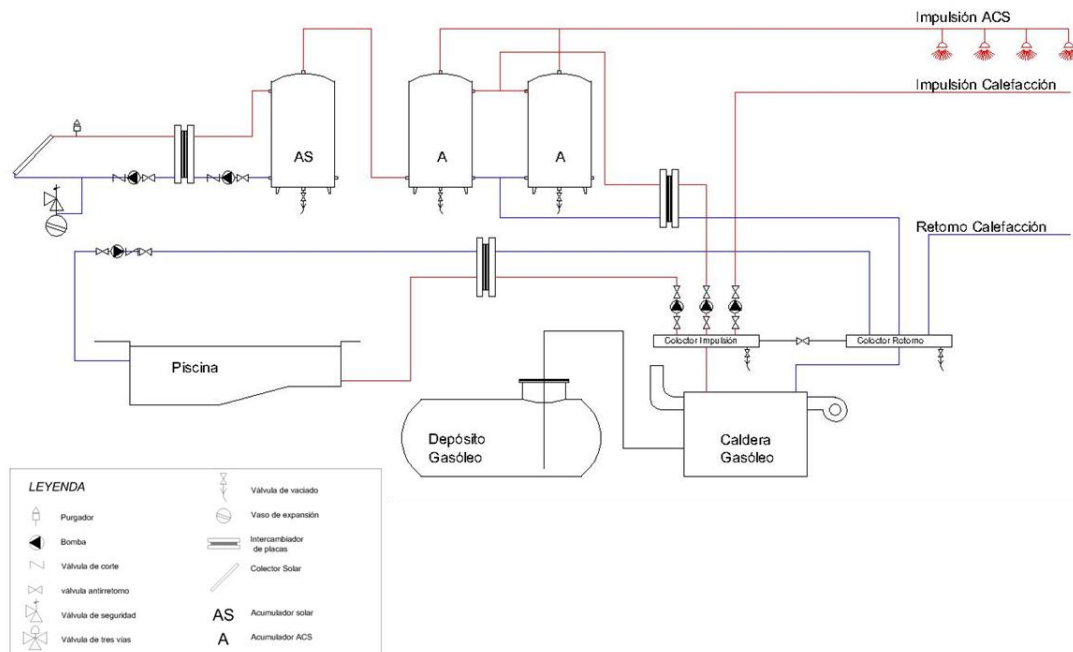 Impulsión ACS
Impulsión Calefacción
AS
A
A
Retorno Calefacción
Colector Impulsión
Colector Retorno
Piscina
Depósito
Gasóleo
Caldera
Gasóleo
LEYENDA
Purgador
Bomba
Válvula de corte
válvula antirretorno
Válvula de seguridad
Válvula de tres vías
Válvula de vaciado
Vaso de expansión
Intercambiador
de placas
Colector Solar
AS Acumulador solar
A Acumulador ACS